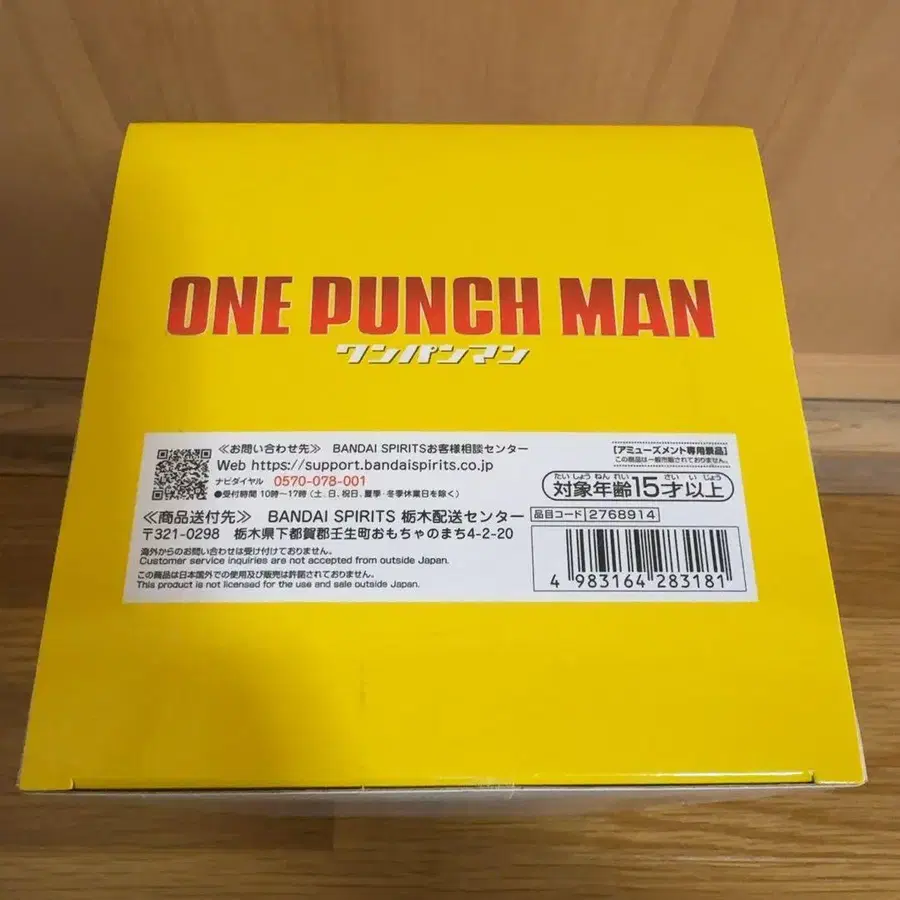 ONE PUNCH MAN
ワンパンマン
≪お問い合わせ先≫ BANDAI SPIRITSお客様相談センター
Web https://support.bandaispirits.co.jp
ナビダイヤル 0570-078-001
●受付時間 10時~17時(土、日、祝日、夏季・冬季休業日を除く)
≪商品送付先≫ BANDAI SPIRITS 栃木配送センター
〒321-0298 栃木県下都賀郡壬生町おもちゃのまち4-2-20
海外からのお問い合わせは受け付けておりません。
Customer service inquiries are not accepted from outside Japan.
この商品は日本国外での使用及び販売は許諾されておりません。
This product is not licensed for the use and sale outside Japan.
[アミューズメント専用景品]
この商品は一般市販されておりません。
たいしょうねんれい さいいじょう
対象年齢15才以上
品目コード 2768914
4 983164 283181